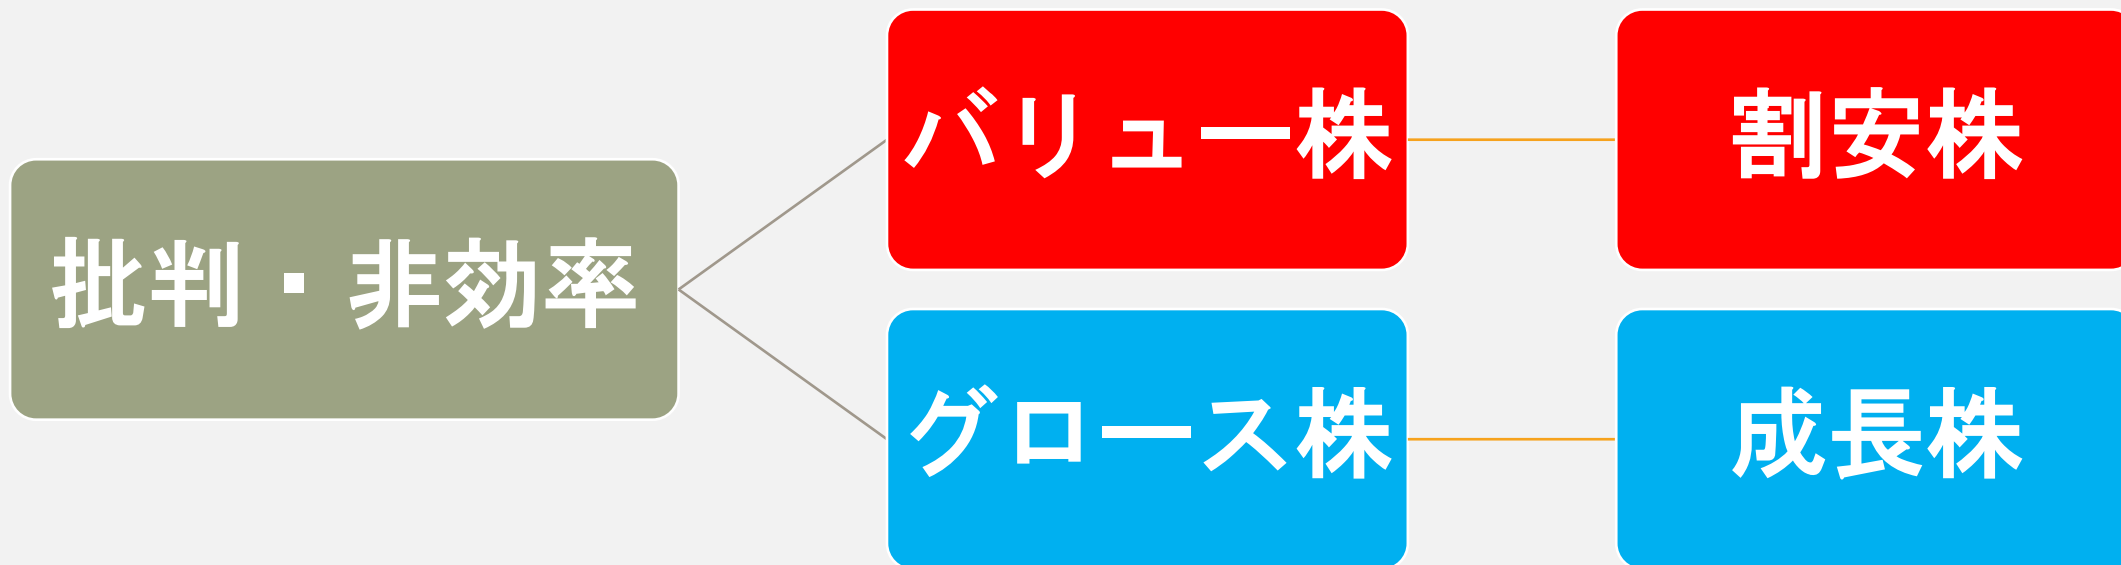 批判・非効率
バリュー株
割安株
グロース株
成長株